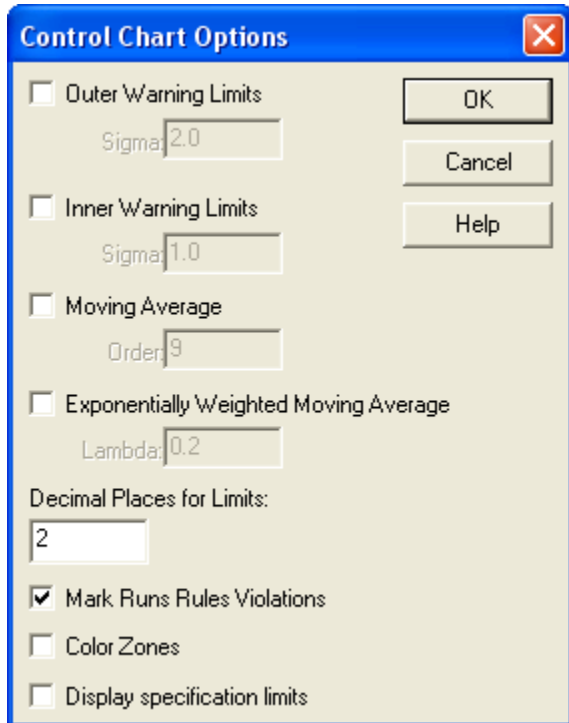 Control Chart Options
Outer Warning Limits
OK
Sigma: 2.0
Cancel
Inner Warning Limits
Help
Sigma: 1.0
Moving Average
Order: 9
Exponentially Weighted Moving Average
Lambda: 0.2
Decimal Places for Limits:
2
Mark Runs Rules Violations
Color Zones
Display specification limits